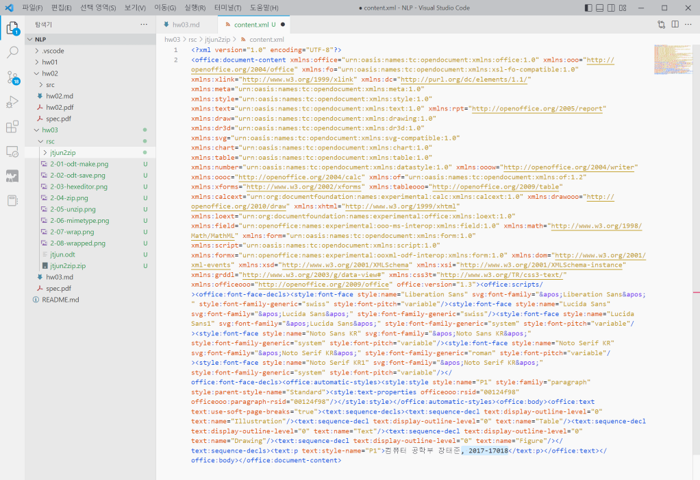 파일(F) 편집(E) 선택 영역(S) 보기(V) 이동(G) 실행(R) 터미널(T) 도움말(H)
● content.xml - NLP - Visual Studio Code
탐색기
hw03.md content.xml U ●
hw03 > rsc > jtjun2zip > content.xml
NLP
.vscode
hw01
hw02
src
hw02.md
hw02.pdf
spec.pdf
hw03
rsc
jtjun2zip
2-01-odt-make.png U
2-02-odt-save.png U
2-03-hexeditor.png U
2-04-zip.png U
2-05-unzip.png U
2-06-mimetype.png U
2-07-wrap.png U
2-08-wrapped.png U
jtjun.odt U
jtjun2zip.zip U
hw03.md
spec.pdf
README.md
1 <?xml version="1.0" encoding="UTF-8"?>
2 <office:document-content xmlns:office="urn:oasis:names:tc:opendocument:xmlns:office:1.0" xmlns:ooo="http://
openoffice.org/2004/office" xmlns:fo="urn:oasis:names:tc:opendocument:xmlns:xsl-fo-compatible:1.0"
xmlns:xlink="http://www.w3.org/1999/xlink" xmlns:dc="http://purl.org/dc/elements/1.1/"
xmlns:meta="urn:oasis:names:tc:opendocument:xmlns:meta:1.0"
xmlns:style="urn:oasis:names:tc:opendocument:xmlns:style:1.0"
xmlns:text="urn:oasis:names:tc:opendocument:xmlns:text:1.0" xmlns:rpt="http://openoffice.org/2005/report"
xmlns:draw="urn:oasis:names:tc:opendocument:xmlns:drawing:1.0"
xmlns:dr3d="urn:oasis:names:tc:opendocument:xmlns:dr3d:1.0"
xmlns:svg="urn:oasis:names:tc:opendocument:xmlns:svg-compatible:1.0"
xmlns:chart="urn:oasis:names:tc:opendocument:xmlns:chart:1.0"
xmlns:table="urn:oasis:names:tc:opendocument:xmlns:table:1.0"
xmlns:number="urn:oasis:names:tc:opendocument:xmlns:datastyle:1.0" xmlns:ooow="http://openoffice.org/2004/writer"
xmlns:oooc="http://openoffice.org/2004/calc" xmlns:of="urn:oasis:names:tc:opendocument:xmlns:of:1.2"
xmlns:xforms="http://www.w3.org/2002/xforms" xmlns:tableooo="http://openoffice.org/2009/table"
xmlns:calcext="urn:org:documentfoundation:names:experimental:calc:xmlns:calcext:1.0" xmlns:drawooo="http://
openoffice.org/2010/draw" xmlns:xhtml="http://www.w3.org/1999/xhtml"
xmlns:loext="urn:org:documentfoundation:names:experimental:office:xmlns:loext:1.0"
xmlns:field="urn:openoffice:names:experimental:ooo-ms-interop:xmlns:field:1.0" xmlns:math="http://www.w3.org/1998/
Math/MathML" xmlns:form="urn:oasis:names:tc:opendocument:xmlns:form:1.0"
xmlns:script="urn:oasis:names:tc:opendocument:xmlns:script:1.0"
xmlns:formx="urn:openoffice:names:experimental:ooxml-odf-interop:xmlns:form:1.0" xmlns:dom="http://www.w3.org/2001/
xml-events" xmlns:xsd="http://www.w3.org/2001/XMLSchema" xmlns:xsi="http://www.w3.org/2001/XMLSchema-instance"
xmlns:grddl="http://www.w3.org/2003/g/data-view#" xmlns:css3t="http://www.w3.org/TR/css3-text/"
xmlns:officeooo="http://openoffice.org/2009/office" office:version="1.3"><office:scripts/
><office:font-face-decls><style:font-face style:name="Liberation Sans" svg:font-family="&apos;Liberation Sans&apos;
" style:font-family-generic="swiss" style:font-pitch="variable"/><style:font-face style:name="Lucida Sans"
svg:font-family="&apos;Lucida Sans&apos;" style:font-family-generic="swiss"/><style:font-face style:name="Lucida
Sans1" svg:font-family="&apos;Lucida Sans&apos;" style:font-family-generic="system" style:font-pitch="variable"/
><style:font-face style:name="Noto Sans KR" svg:font-family="&apos;Noto Sans KR&apos;"
style:font-family-generic="system" style:font-pitch="variable"/><style:font-face style:name="Noto Serif KR"
svg:font-family="&apos;Noto Serif KR&apos;" style:font-family-generic="roman" style:font-pitch="variable"/
><style:font-face style:name="Noto Serif KR1" svg:font-family="&apos;Noto Serif KR&apos;"
style:font-family-generic="system" style:font-pitch="variable"/></
office:font-face-decls><office:automatic-styles><style:style style:name="P1" style:family="paragraph"
style:parent-style-name="Standard"><style:text-properties officeooo:rsid="00124f98"
officeooo:paragraph-rsid="00124f98"/></style:style></office:automatic-styles><office:body><office:text
text:use-soft-page-breaks="true"><text:sequence-decls><text:sequence-decl text:display-outline-level="0"
text:name="Illustration"/><text:sequence-decl text:display-outline-level="0" text:name="Table"/><text:sequence-decl
text:display-outline-level="0" text:name="Text"/><text:sequence-decl text:display-outline-level="0"
text:name="Drawing"/><text:sequence-decl text:display-outline-level="0" text:name="Figure"/></
text:sequence-decls><text:p text:style-name="P1">컴퓨터 공학부 장태준, 2017-17018</text:p></office:text></
office:body></office:document-content>